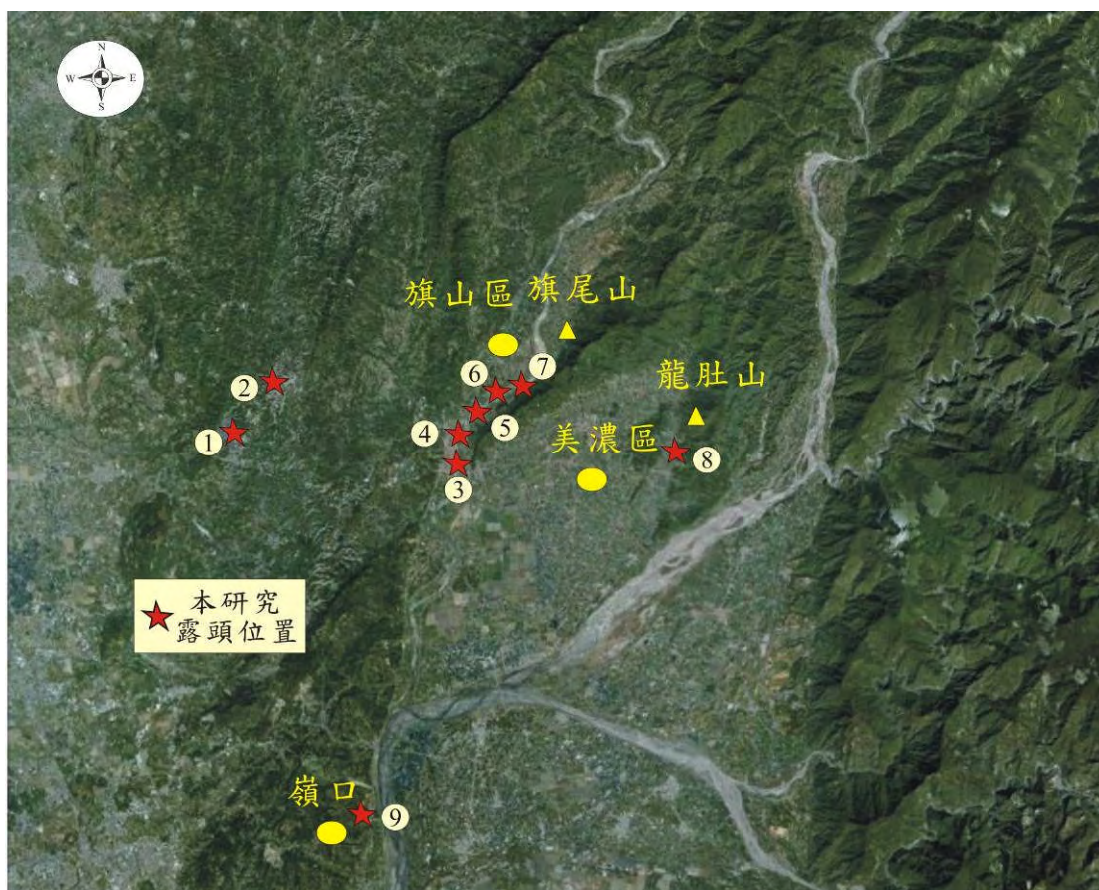 N
W E
S
旗山區 旗尾山
② ⑥ ⑦
龍肚山
① ④ ⑤
美濃區 ⑧
③
本研究
露頭位置
嶺口
⑨